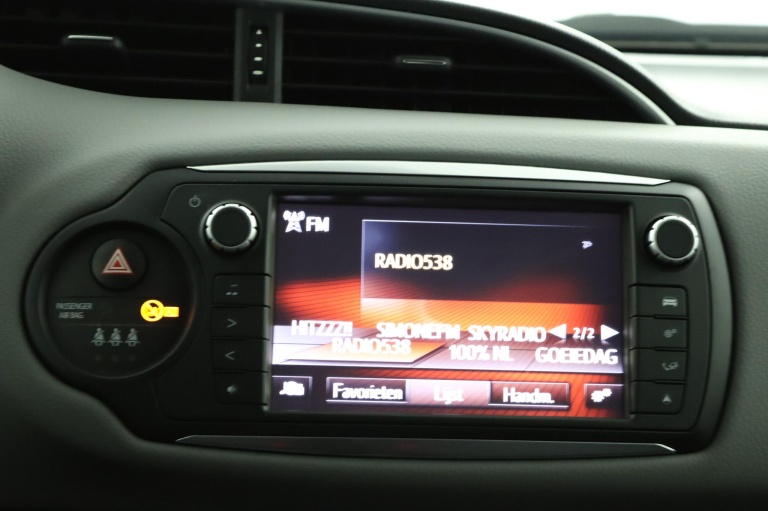 FM
RADIO538
PASSENGER
AIR BAG
HITZZZ!! SIMONEFM SKYRADIO 2/2
RADIO538 100% NL GOEIEDAG
Favorieten Lijst Handm.